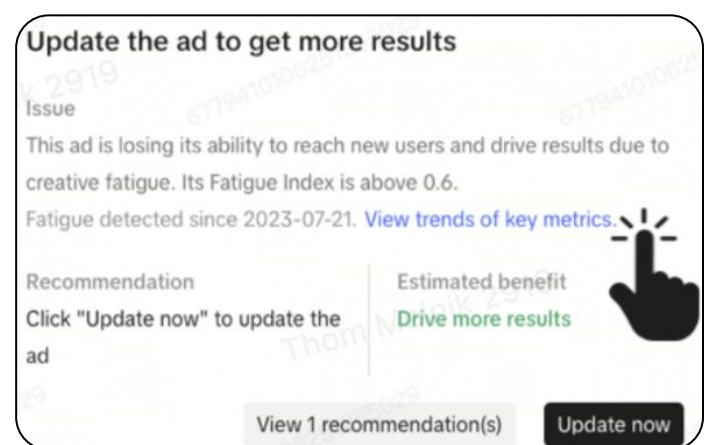 Update the ad to get more results
Issue
This ad is losing its ability to reach new users and drive results due to
creative fatigue. Its Fatigue Index is above 0.6.
Fatigue detected since 2023-07-21. View trends of key metrics.
Recommendation
Click "Update now" to update the
ad
Estimated benefit
Drive more results
View 1 recommendation(s)
Update now